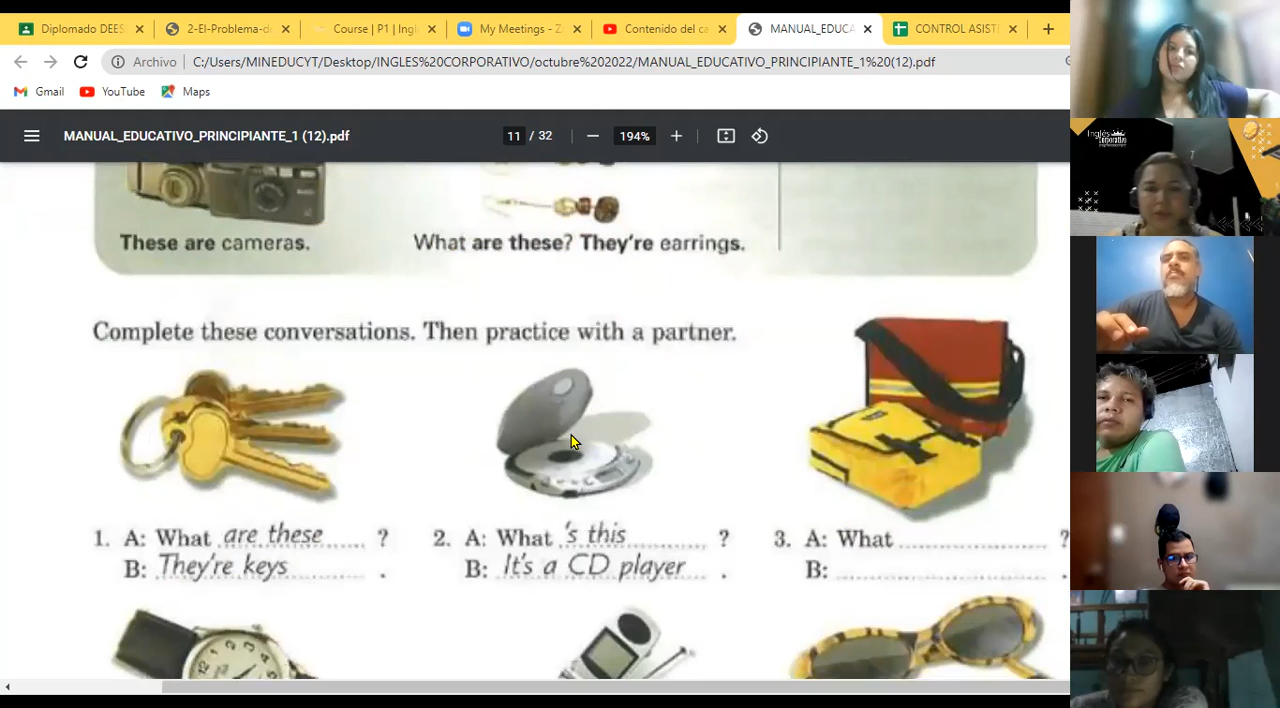 Diplomado DEES
2-El-Problema-d
Course | P1 | Ingl
My Meetings - Z
Contenido del ca
MANUAL_EDUCA
CONTROL ASIST
Archivo
C:/Users/MINEDUCYT/Desktop/INGLES%20CORPORATIVO/octubre%202022/MANUAL_EDUCATIVO_PRINCIPIANTE_1%20(12).pdf
Gmail YouTube Maps
MANUAL_EDUCATIVO_PRINCIPIANTE_1 (12).pdf
11 / 32
194%
Inglés
Corporativo
These are cameras.
What are these? They're earrings.
Complete these conversations. Then practice with a partner.
1. A: What are these ?
B: They're keys .
2. A: What 's this ?
B: It's a CD player .
3. A: What ?
B: .